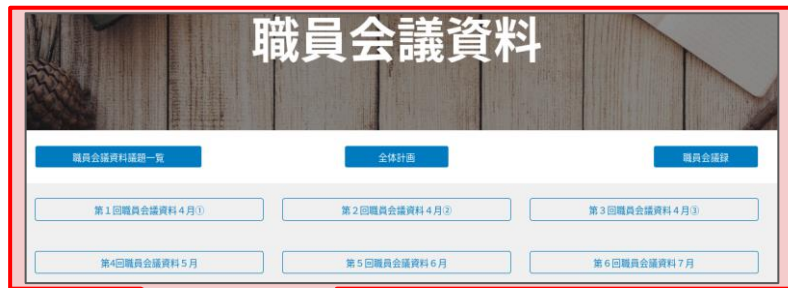 職員会議資料
職員会議資料議題一覧 全体計画 職員会議録
第1回職員会議資料4月① 第2回職員会議資料4月② 第3回職員会議資料4月③
第4回職員会議資料5月 第5回職員会議資料6月 第6回職員会議資料7月